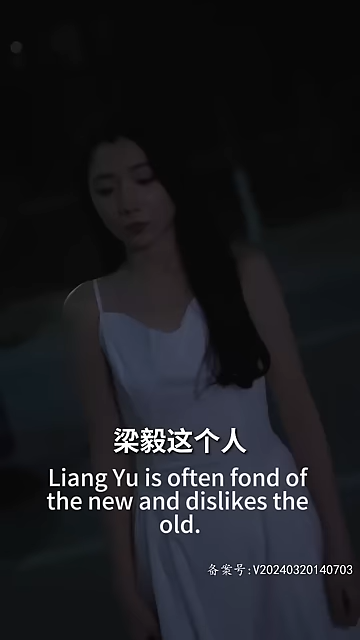 梁毅这个人
Liang Yu is often fond of
the new and dislikes the
old.
备案号:V20240320140703